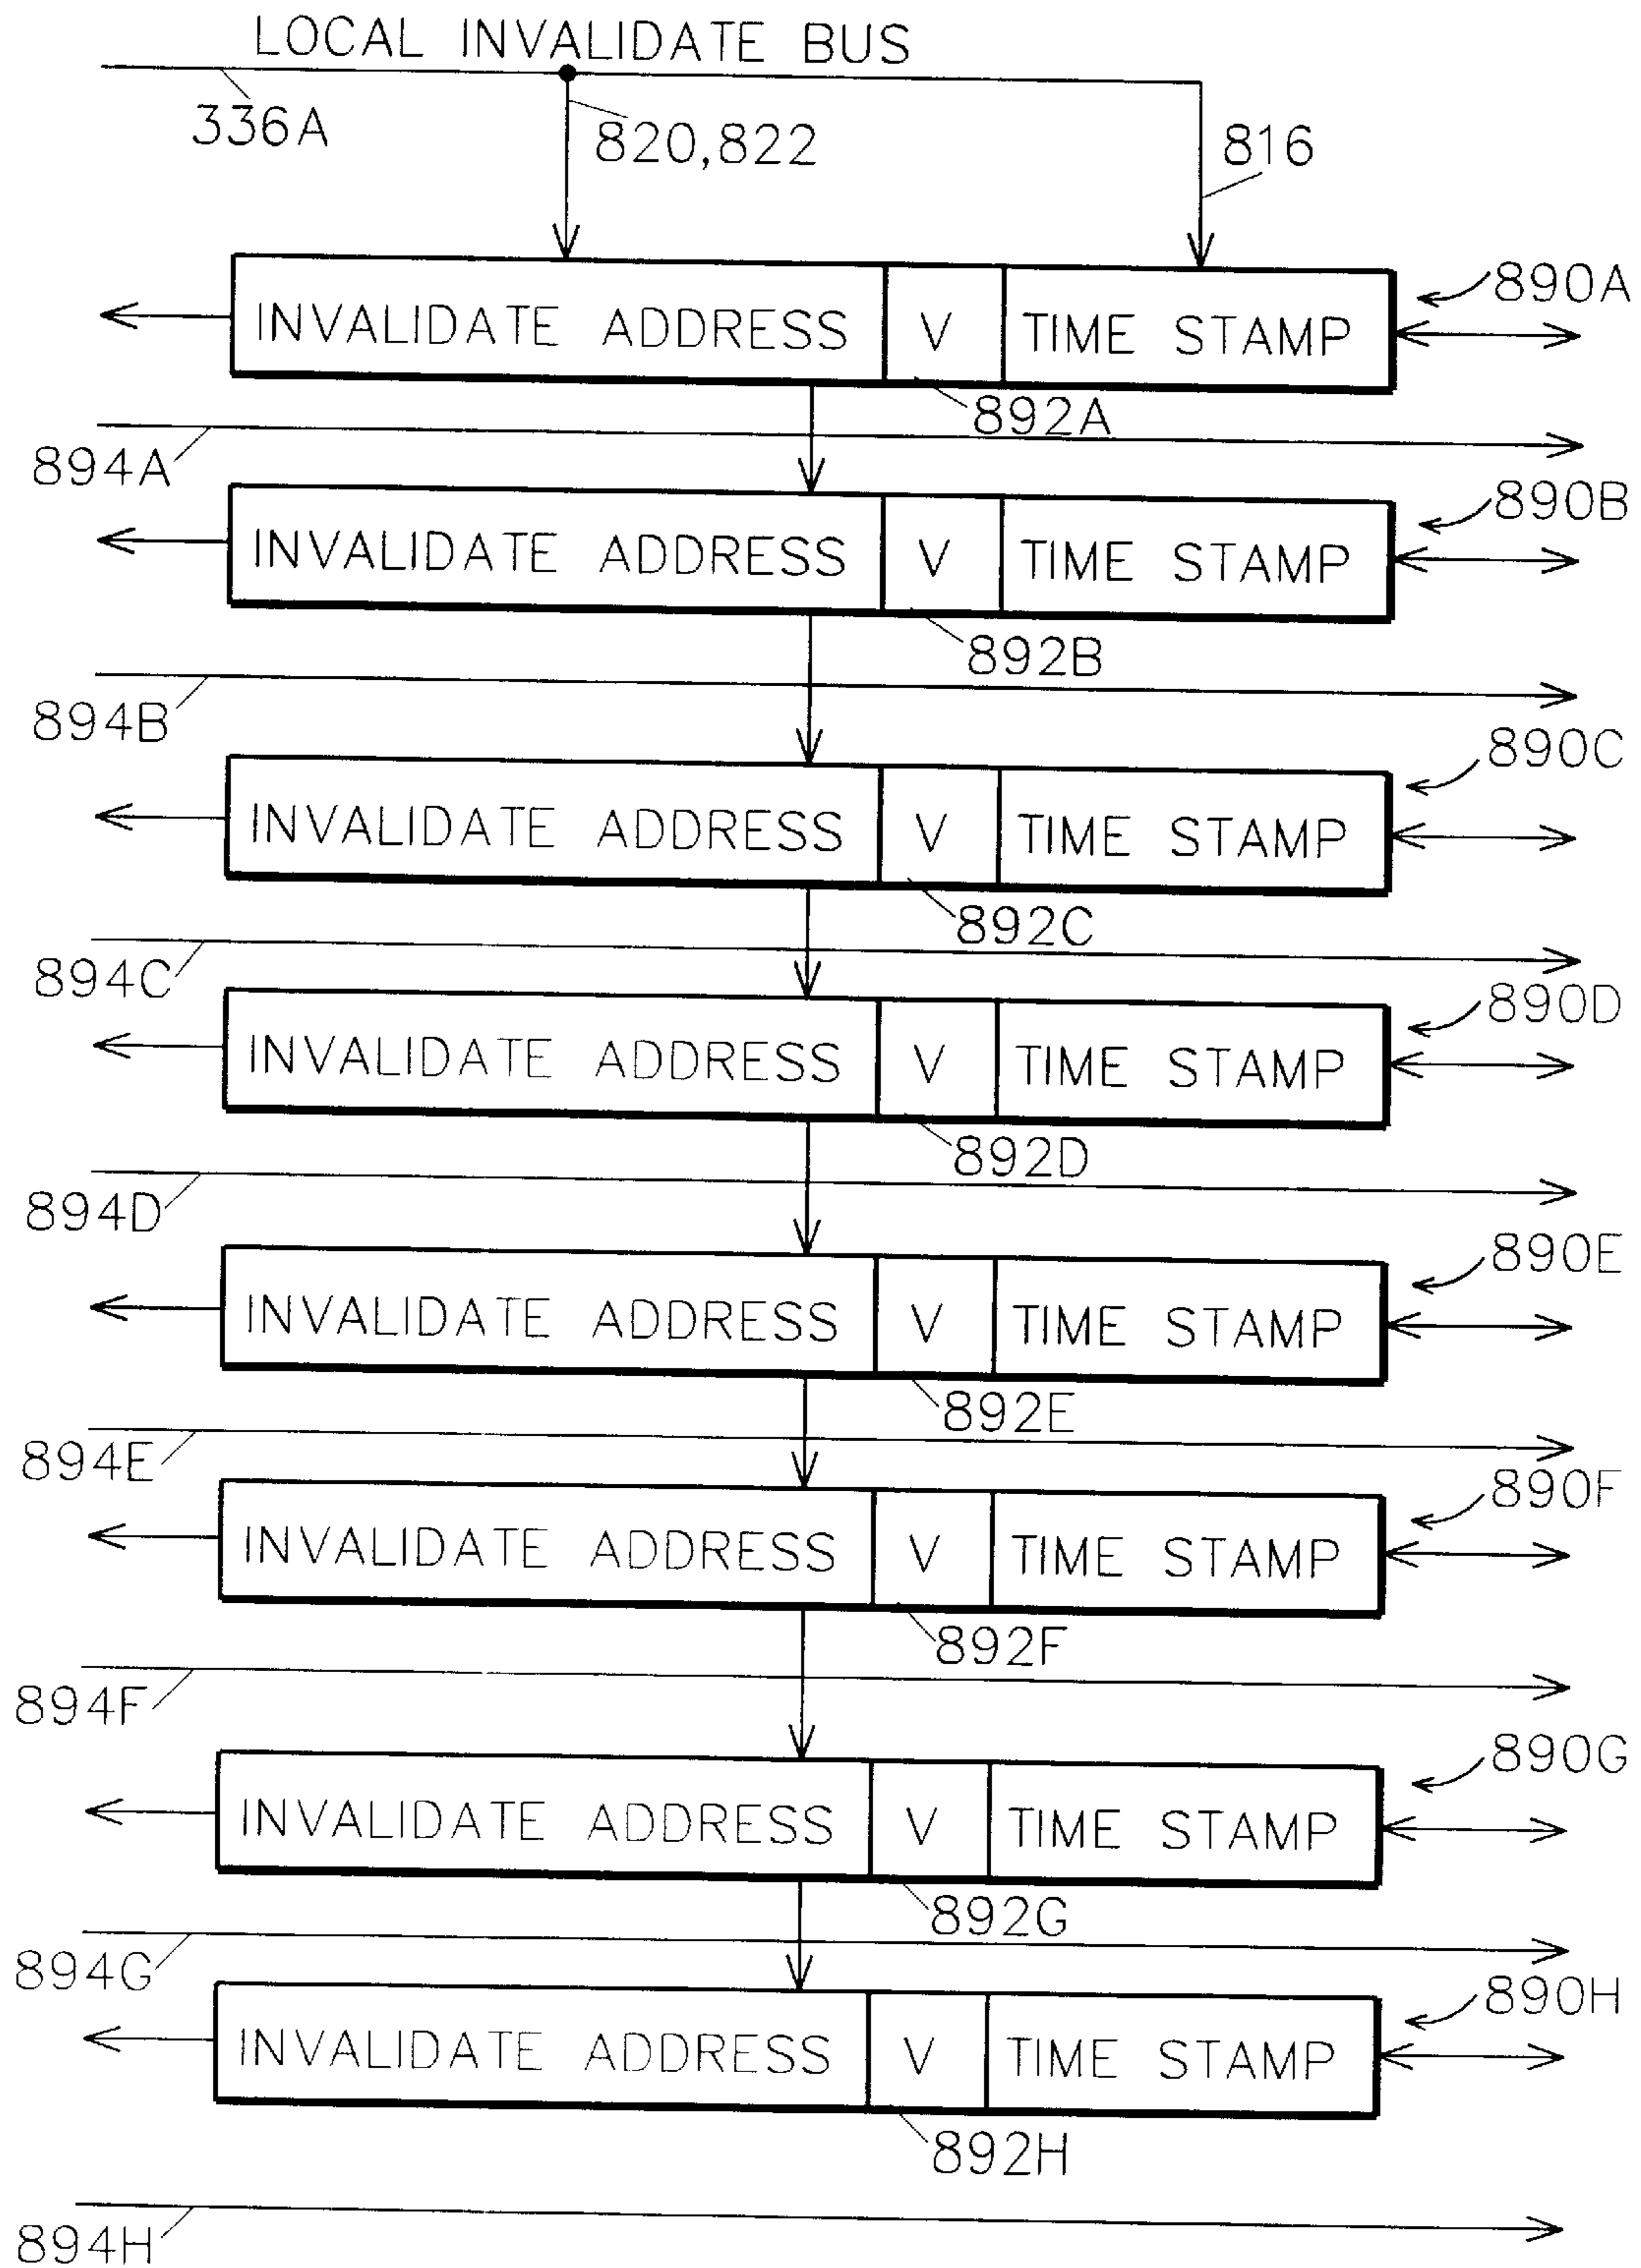 LOCAL INVALIDATE BUS
336A
820,822
816
890A
INVALIDATE ADDRESS V TIME STAMP
892A
894A
890B
INVALIDATE ADDRESS V TIME STAMP
892B
894B
890C
INVALIDATE ADDRESS V TIME STAMP
892C
894C
890D
INVALIDATE ADDRESS V TIME STAMP
892D
894D
890E
INVALIDATE ADDRESS V TIME STAMP
892E
894E
890F
INVALIDATE ADDRESS V TIME STAMP
892F
894F
890G
INVALIDATE ADDRESS V TIME STAMP
892G
894G
890H
INVALIDATE ADDRESS V TIME STAMP
892H
894H